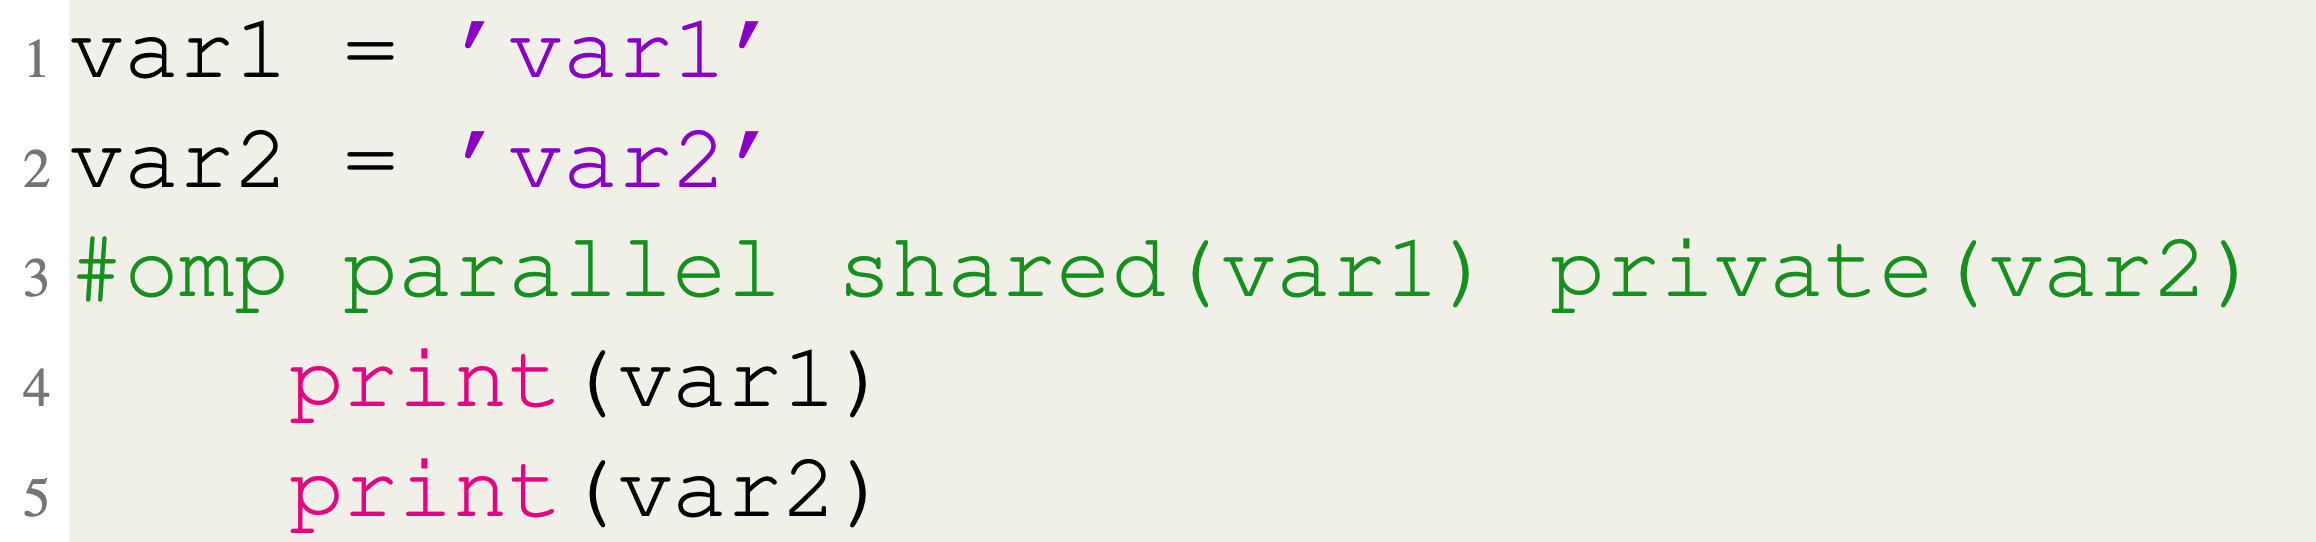 1 var1 = 'var1'
2 var2 = 'var2'
3 #omp parallel shared(var1) private(var2)
4     print(var1)
5     print(var2)